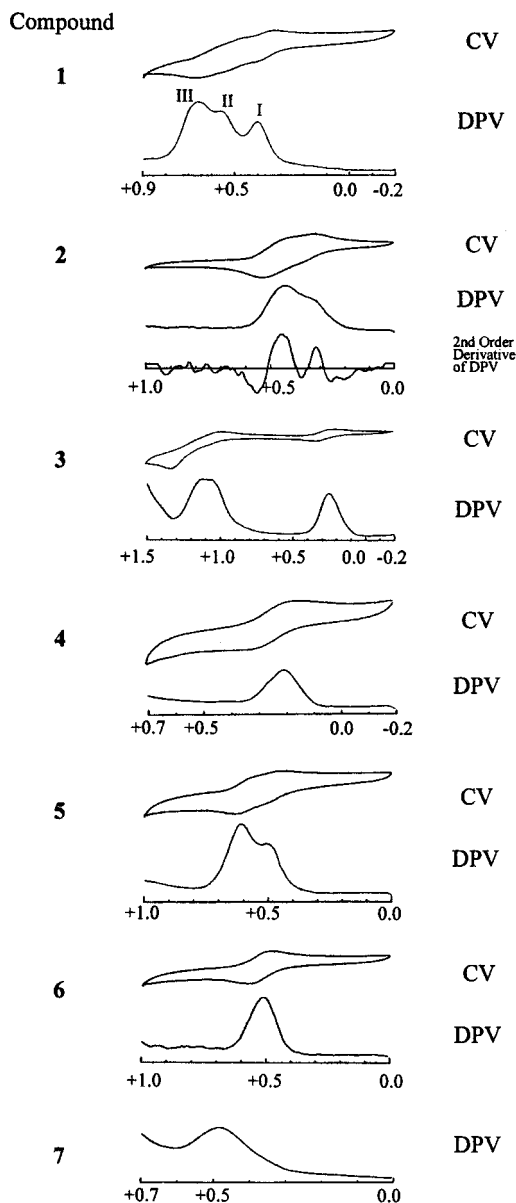 Compound
CV
1
III II I
DPV
+0.9 +0.5 0.0 -0.2
CV
2
DPV
2nd Order
Derivative
of DPV
+1.0 +0.5 0.0
CV
3
DPV
+1.5 +1.0 +0.5 0.0 -0.2
CV
4
DPV
+0.7 +0.5 0.0 -0.2
CV
5
DPV
+1.0 +0.5 0.0
CV
6
DPV
+1.0 +0.5 0.0
7
DPV
+0.7 +0.5 0.0